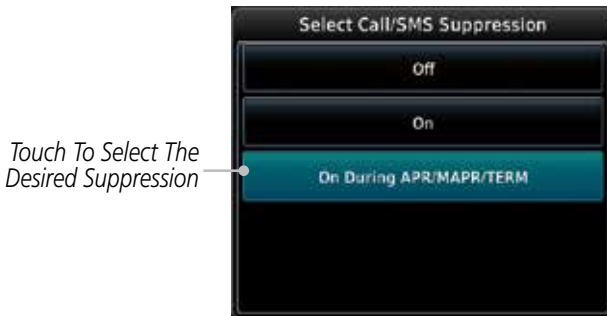 Select Call/SMS Suppression
Off
On
Touch To Select The
Desired Suppression
On During APR/MAPR/TERM